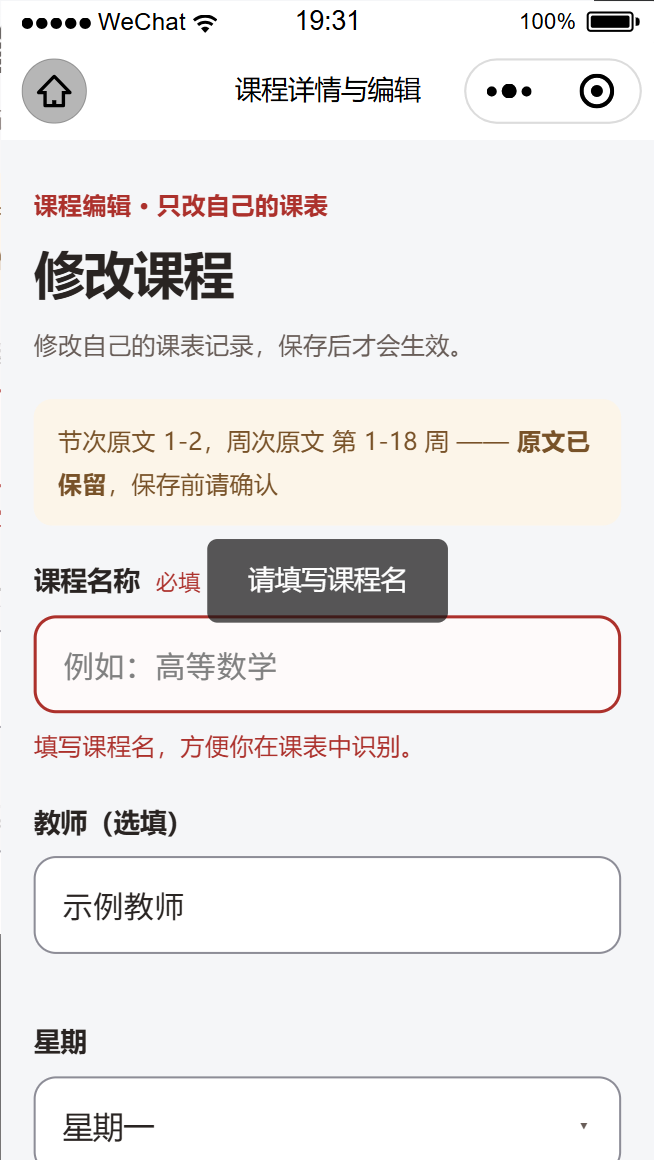 WeChat 19:31 100%
课程详情与编辑
课程编辑·只改自己的课表
修改课程
修改自己的课表记录，保存后才会生效。
节次原文 1-2，周次原文 第 1-18 周 —— 原文已
保留，保存前请确认
课程名称 必填
请填写课程名
例如：高等数学
填写课程名，方便你在课表中识别。
教师（选填）
示例教师
星期
星期一